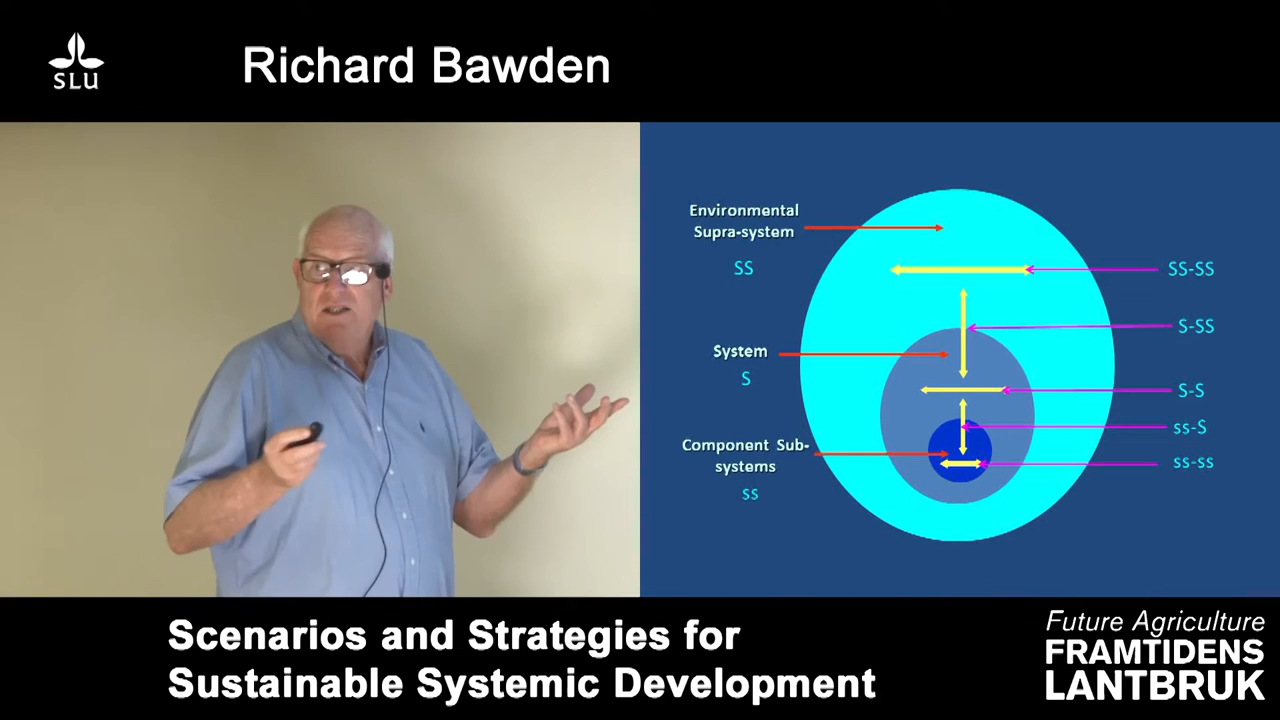 SLU
Richard Bawden
Environmental
Supra-system
SS
System
S
Component Sub-
systems
ss
SS-SS
S-SS
S-S
ss-S
ss-ss
Scenarios and Strategies for
Sustainable Systemic Development
Future Agriculture
FRAMTIDENS
LANTBRUK